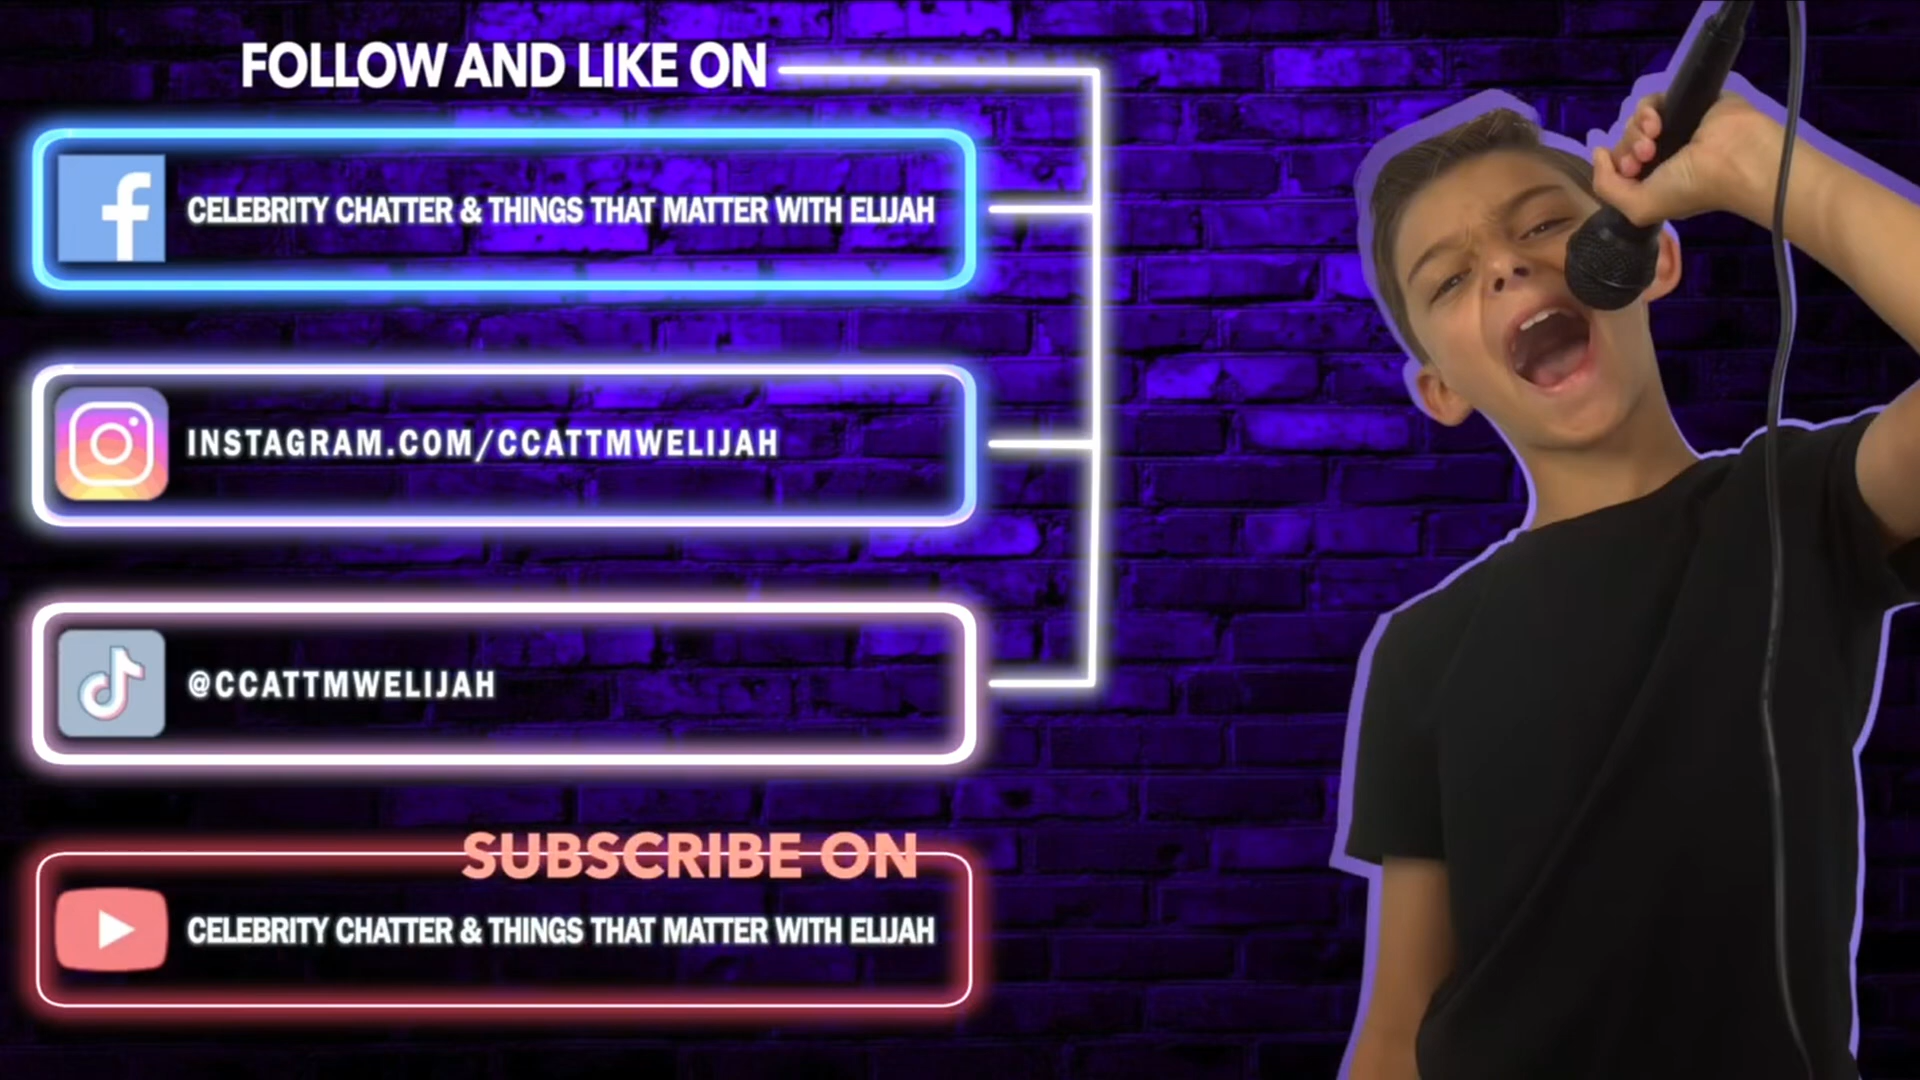 FOLLOW AND LIKE ON
CELEBRITY CHATTER & THINGS THAT MATTER WITH ELIJAH
INSTAGRAM.COM/CCATTMWELIJAH
@CCATTMWELIJAH
SUBSCRIBE ON
CELEBRITY CHATTER & THINGS THAT MATTER WITH ELIJAH